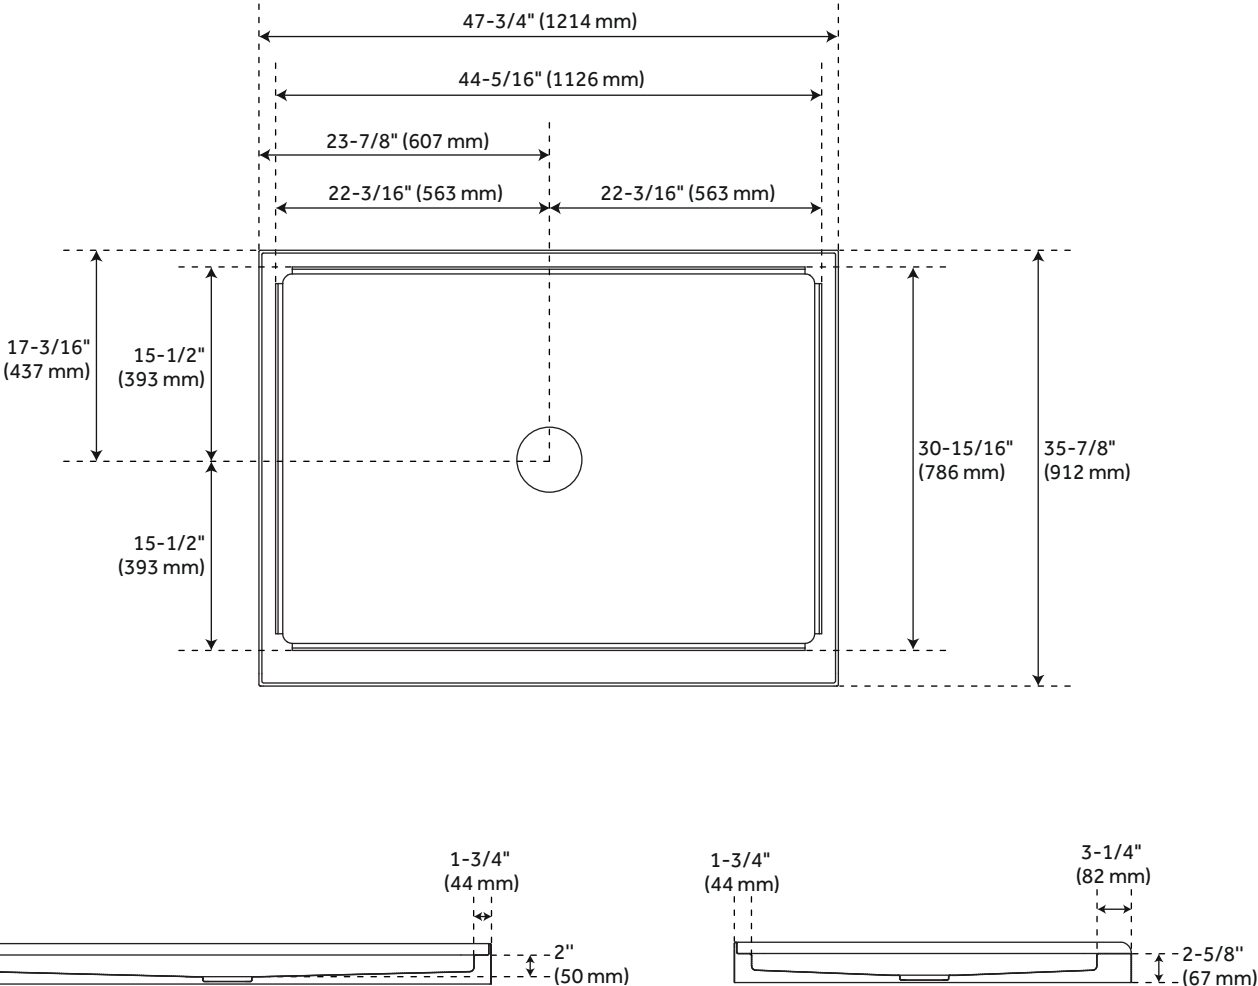 47-3/4" (1214 mm)
44-5/16" (1126 mm)
23-7/8" (607 mm)
22-3/16" (563 mm)
22-3/16" (563 mm)
17-3/16"
(437 mm)
15-1/2"
(393 mm)
30-15/16"
(786 mm)
35-7/8"
(912 mm)
15-1/2"
(393 mm)
1-3/4"
(44 mm)
2"
(50 mm)
1-3/4"
(44 mm)
3-1/4"
(82 mm)
2-5/8"
(67 mm)